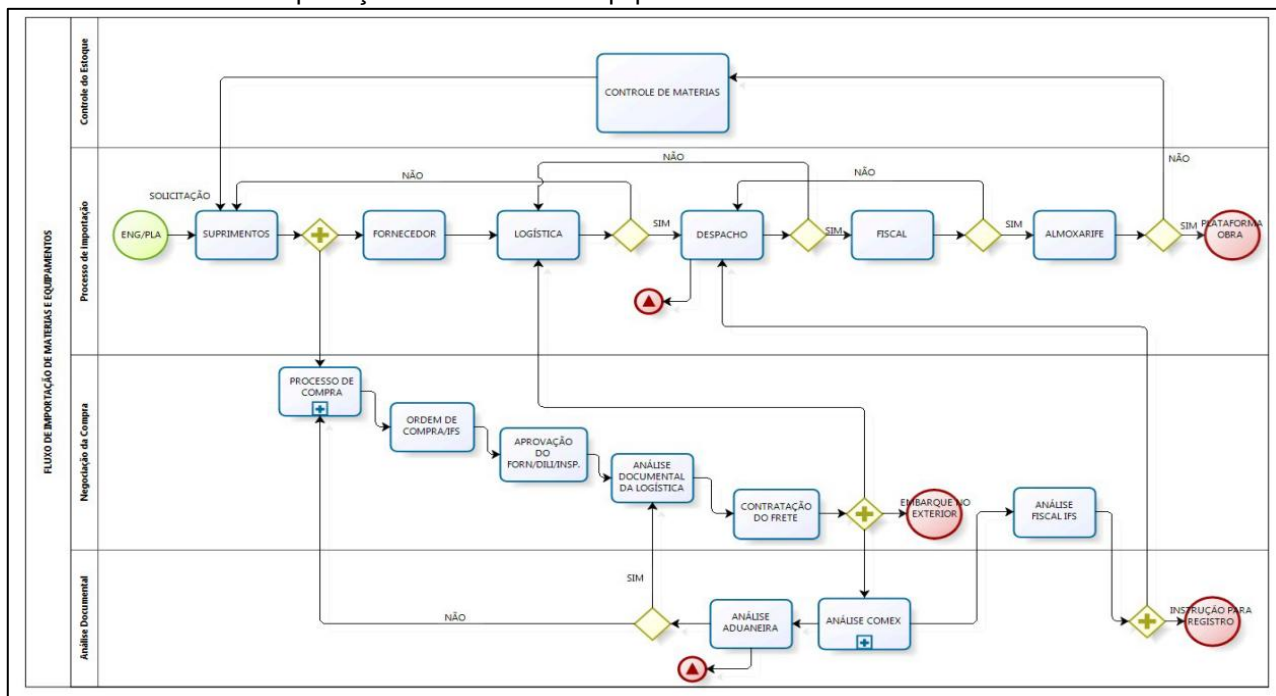 FLUXO DE IMPORTAÇÃO DE MATERIAS E EQUIPAMENTOS
Controle do Estoque
CONTROLE DE MATERIAS
Processo de Importação
NÃO
NÃO
NÃO
NÃO
SOLICITAÇÃO
ENG/PLA
SUPRIMENTOS
FORNECEDOR
LOGÍSTICA
SIM
DESPACHO
SIM
FISCAL
SIM
ALMOXARIFE
SIM
PLATAFORMA
OBRA
Negociação da Compra
PROCESSO DE
COMPRA
ORDEM DE
COMPRA/IFS
APROVAÇÃO
DO
FORN/DILI/INSP.
ANÁLISE
DOCUMENTAL
DA LOGÍSTICA
CONTRATAÇÃO
DO FRETE
EMBARQUE NO
EXTERIOR
ANÁLISE
FISCAL IFS
Análise Documental
SIM
NÃO
ANÁLISE
ADUANEIRA
ANÁLISE COMEX
INSTRUÇÃO PARA
REGISTRO